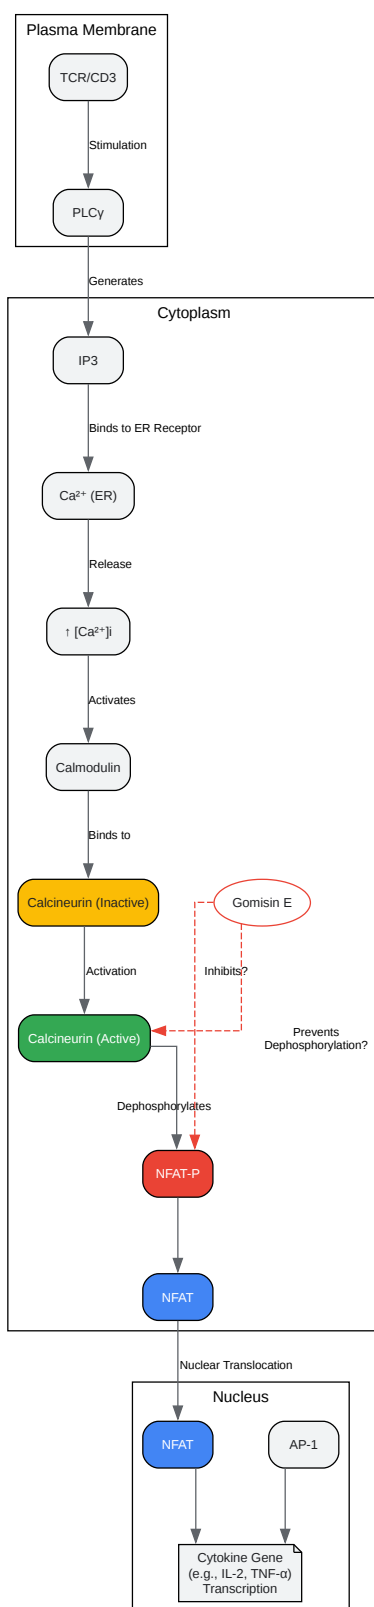 Plasma Membrane
TCR/CD3
Stimulation
PLCγ
Generates
Cytoplasm
IP3
Binds to ER Receptor
Ca²⁺ (ER)
Release
↑ [Ca²⁺]i
Activates
Calmodulin
Binds to
Calcineurin (Inactive)
Gomisin E
Activation
Inhibits?
Calcineurin (Active)
Prevents
Dephosphorylation?
Dephosphorylates
NFAT-P
NFAT
Nuclear Translocation
Nucleus
NFAT
AP-1
Cytokine Gene
(e.g., IL-2, TNF-α)
Transcription